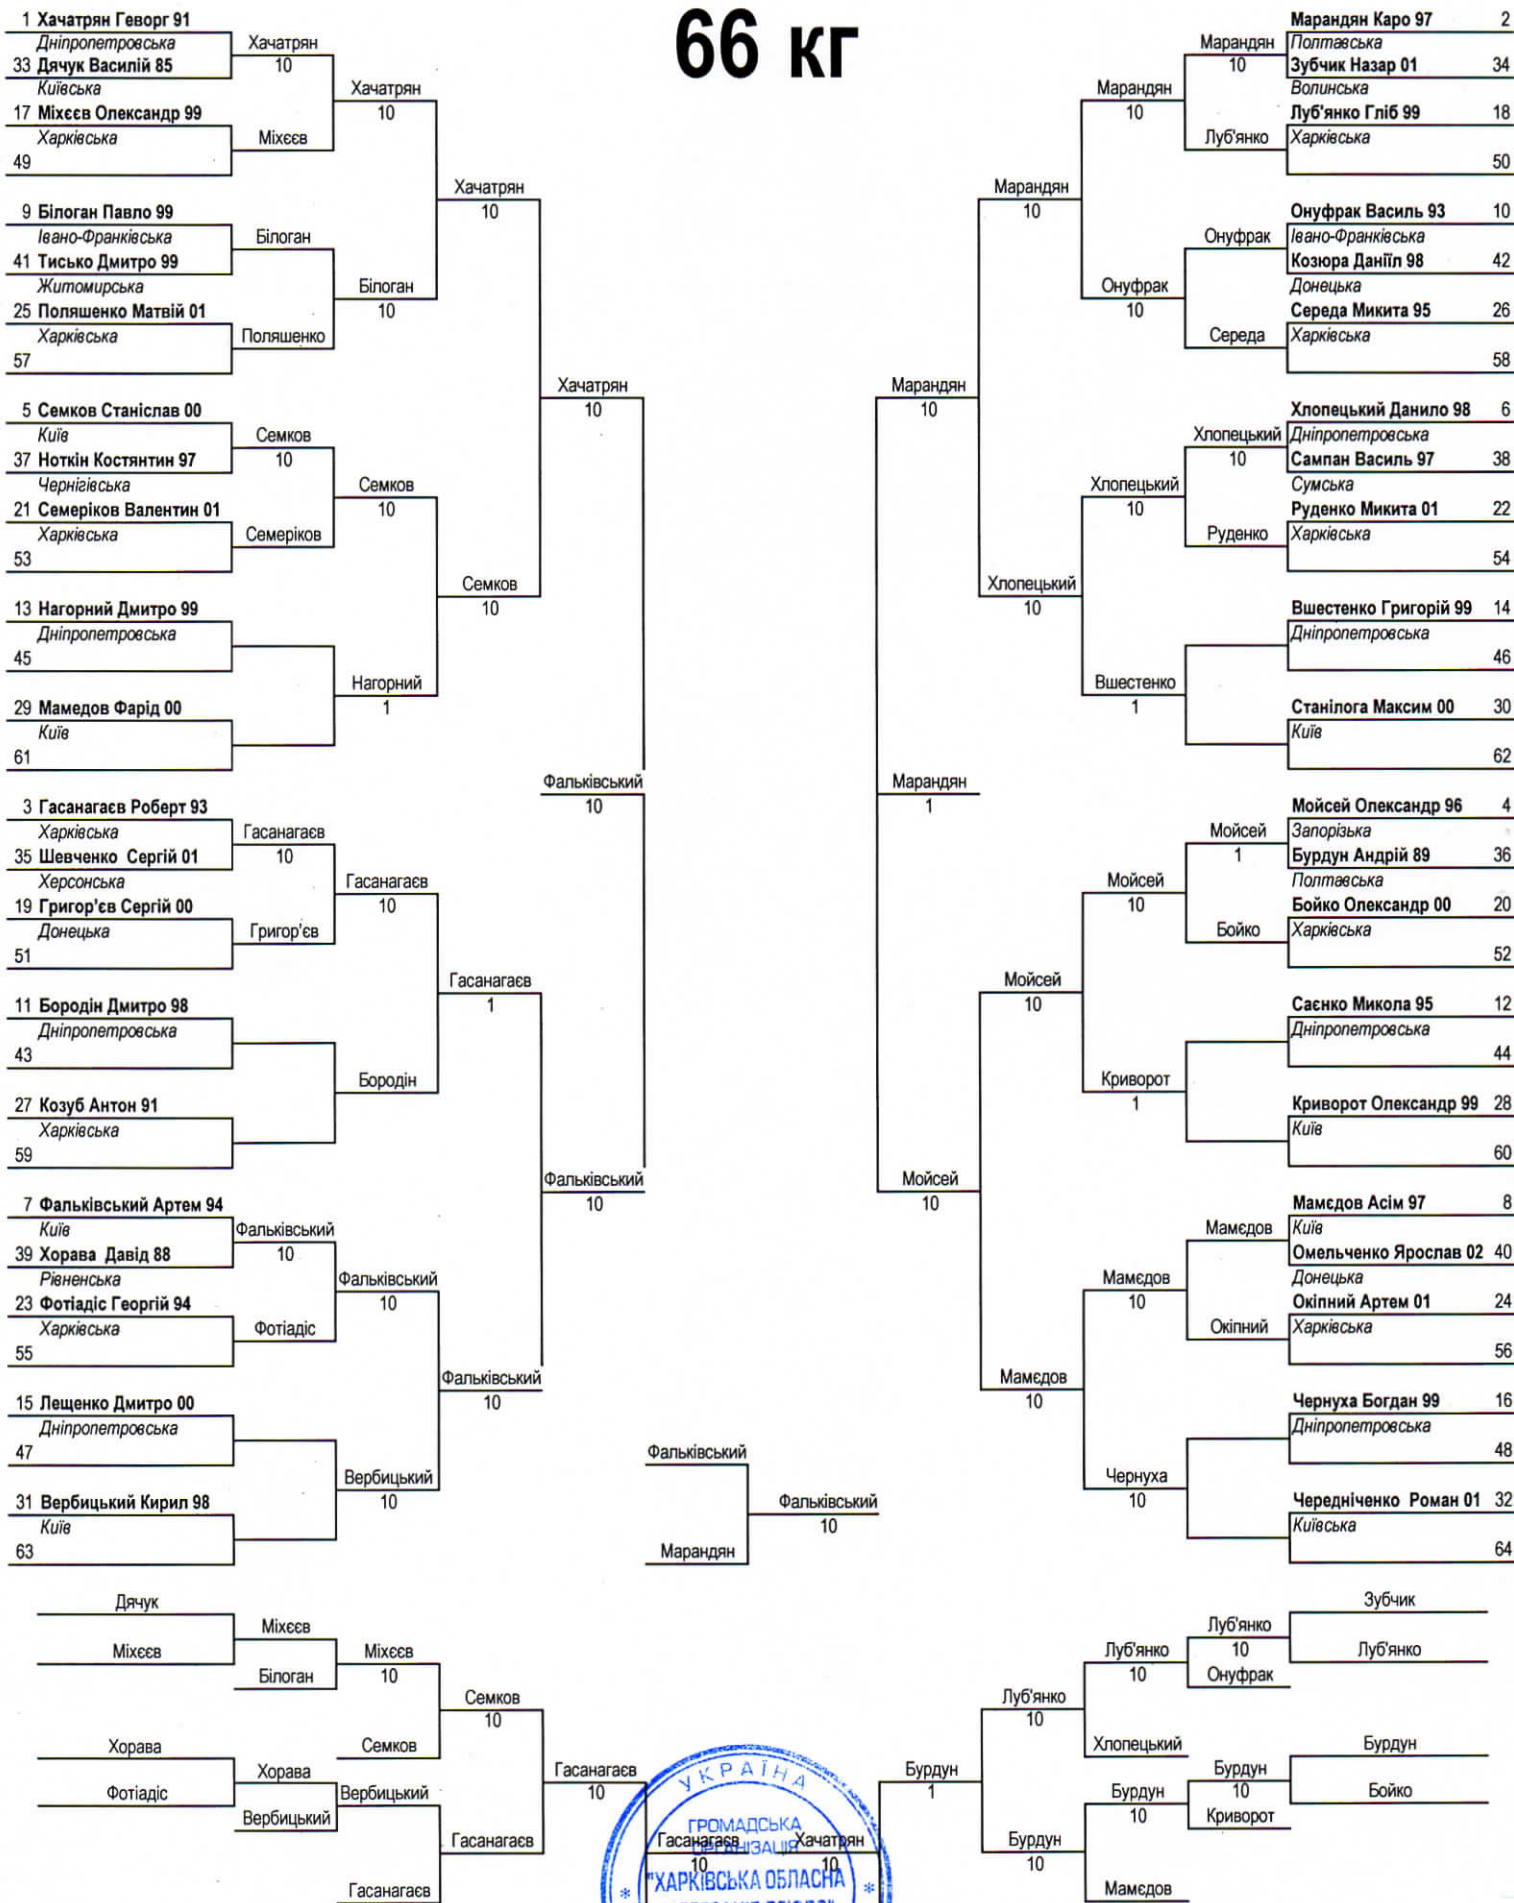 66 кг
1 Хачатрян Геворг 91
Дніпропетровська
33 Дячук Василій 85
Київська
17 Міхєєв Олександр 99
Харківська
49
9 Білоган Павло 99
Івано-Франківська
41 Тисько Дмитро 99
Житомирська
25 Поляшенко Матвій 01
Харківська
57
5 Семков Станіслав 00
Київ
37 Ноткін Костянтин 97
Чернігівська
21 Семеріков Валентин 01
Харківська
53
13 Нагорний Дмитро 99
Дніпропетровська
45
29 Мамедов Фарід 00
Київ
61
3 Гасанагаєв Роберт 93
Харківська
35 Шевченко Сергій 01
Херсонська
19 Григор'єв Сергій 00
Донецька
51
11 Бородін Дмитро 98
Дніпропетровська
43
27 Козуб Антон 91
Харківська
59
7 Фальківський Артем 94
Київ
39 Хорава Давід 88
Рівненська
23 Фотіадіс Георгій 94
Харківська
55
15 Лещенко Дмитро 00
Дніпропетровська
47
31 Вербицький Кирил 98
Київ
63
Хачатрян
10
Міхєєв
Білоган
Поляшенко
Семков
10
Семеріков
Гасанагаєв
10
Григор'єв
Фальківський
10
Фотіадіс
Хачатрян
10
Білоган
10
Семков
10
Нагорний
1
Гасанагаєв
10
Бородін
Фальківський
10
Вербицький
10
Хачатрян
10
Семков
10
Гасанагаєв
1
Фальківський
10
Хачатрян
10
Фальківський
10
Фальківський
10
Марандян
1
Марандян
10
Мойсей
10
Марандян
10
Хлопецький
10
Мойсей
10
Мамєдов
10
Марандян
10
Онуфрак
10
Хлопецький
10
Вшестенко
1
Мойсей
10
Криворот
1
Мамєдов
10
Чернуха
10
Марандян
10
Луб'янко
Онуфрак
Середа
Хлопецький
10
Руденко
Мойсей
1
Бойко
Мамєдов
Окіпний
Марандян Каро 97 2
Полтавська
Зубчик Назар 01 34
Волинська
Луб'янко Гліб 99 18
Харківська
50
Онуфрак Василь 93 10
Івано-Франківська
Козюра Данііл 98 42
Донецька
Середа Микита 95 26
Харківська
58
Хлопецький Данило 98 6
Дніпропетровська
Сампан Василь 97 38
Сумська
Руденко Микита 01 22
Харківська
54
Вшестенко Григорій 99 14
Дніпропетровська
46
Станілога Максим 00 30
Київ
62
Мойсей Олександр 96 4
Запорізька
Бурдун Андрій 89 36
Полтавська
Бойко Олександр 00 20
Харківська
52
Саєнко Микола 95 12
Дніпропетровська
44
Криворот Олександр 99 28
Київ
60
Мамєдов Асім 97 8
Київ
Омельченко Ярослав 02 40
Донецька
Окіпний Артем 01 24
Харківська
56
Чернуха Богдан 99 16
Дніпропетровська
48
Чередніченко Роман 01 32
Київська
64
Фальківський
Марандян
Фальківський
10
Дячук
Міхєєв
Хорава
Фотіадіс
Міхєєв
Білоган
Хорава
Вербицький
Міхєєв
10
Семков
Вербицький
Гасанагаєв
Семков
10
Гасанагаєв
Гасанагаєв
10
Гасанагаєв
10
Хачатрян
10
Бурдун
1
Луб'янко
10
Бурдун
10
Луб'янко
10
Хлопецький
Бурдун
10
Мамєдов
Луб'янко
10
Онуфрак
Бурдун
10
Криворот
Зубчик
Луб'янко
Бурдун
Бойко
УКРАЇНА
ГРОМАДСЬКА
ОРГАНІЗАЦІЯ
"ХАРКІВСЬКА ОБЛАСНА